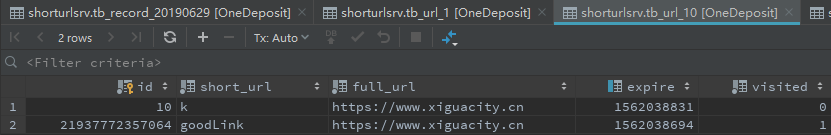 shorturlsrv.tb_record_20190629 [OneDeposit] shorturlsrv.tb_url_1 [OneDeposit] shorturlsrv.tb_url_10 [OneDeposit]
2 rows Tx: Auto DB
<Filter criteria>
id short_url full_url expire visited
1 10 k https://www.xiguacity.cn 1562038831 0
2 21937772357064 goodLink https://www.xiguacity.cn 1562038694 1